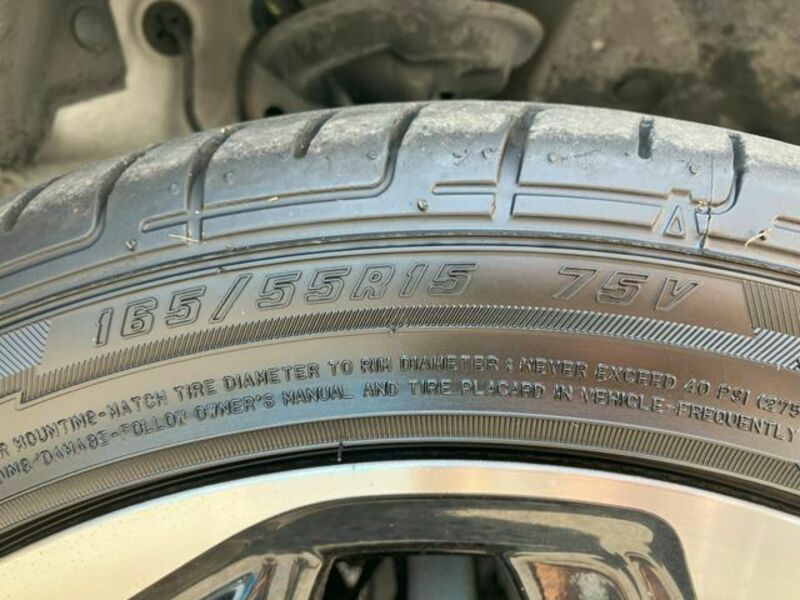 165/55R15 75V
MOUNTING-MATCH TIRE DIAMETER TO RIM DIAMETER; NEVER EXCEED 40 PSI (275
/DAMAGE-FOLLOW OWNER'S MANUAL AND TIRE PLACARD IN VEHICLE-FREQUENTLY